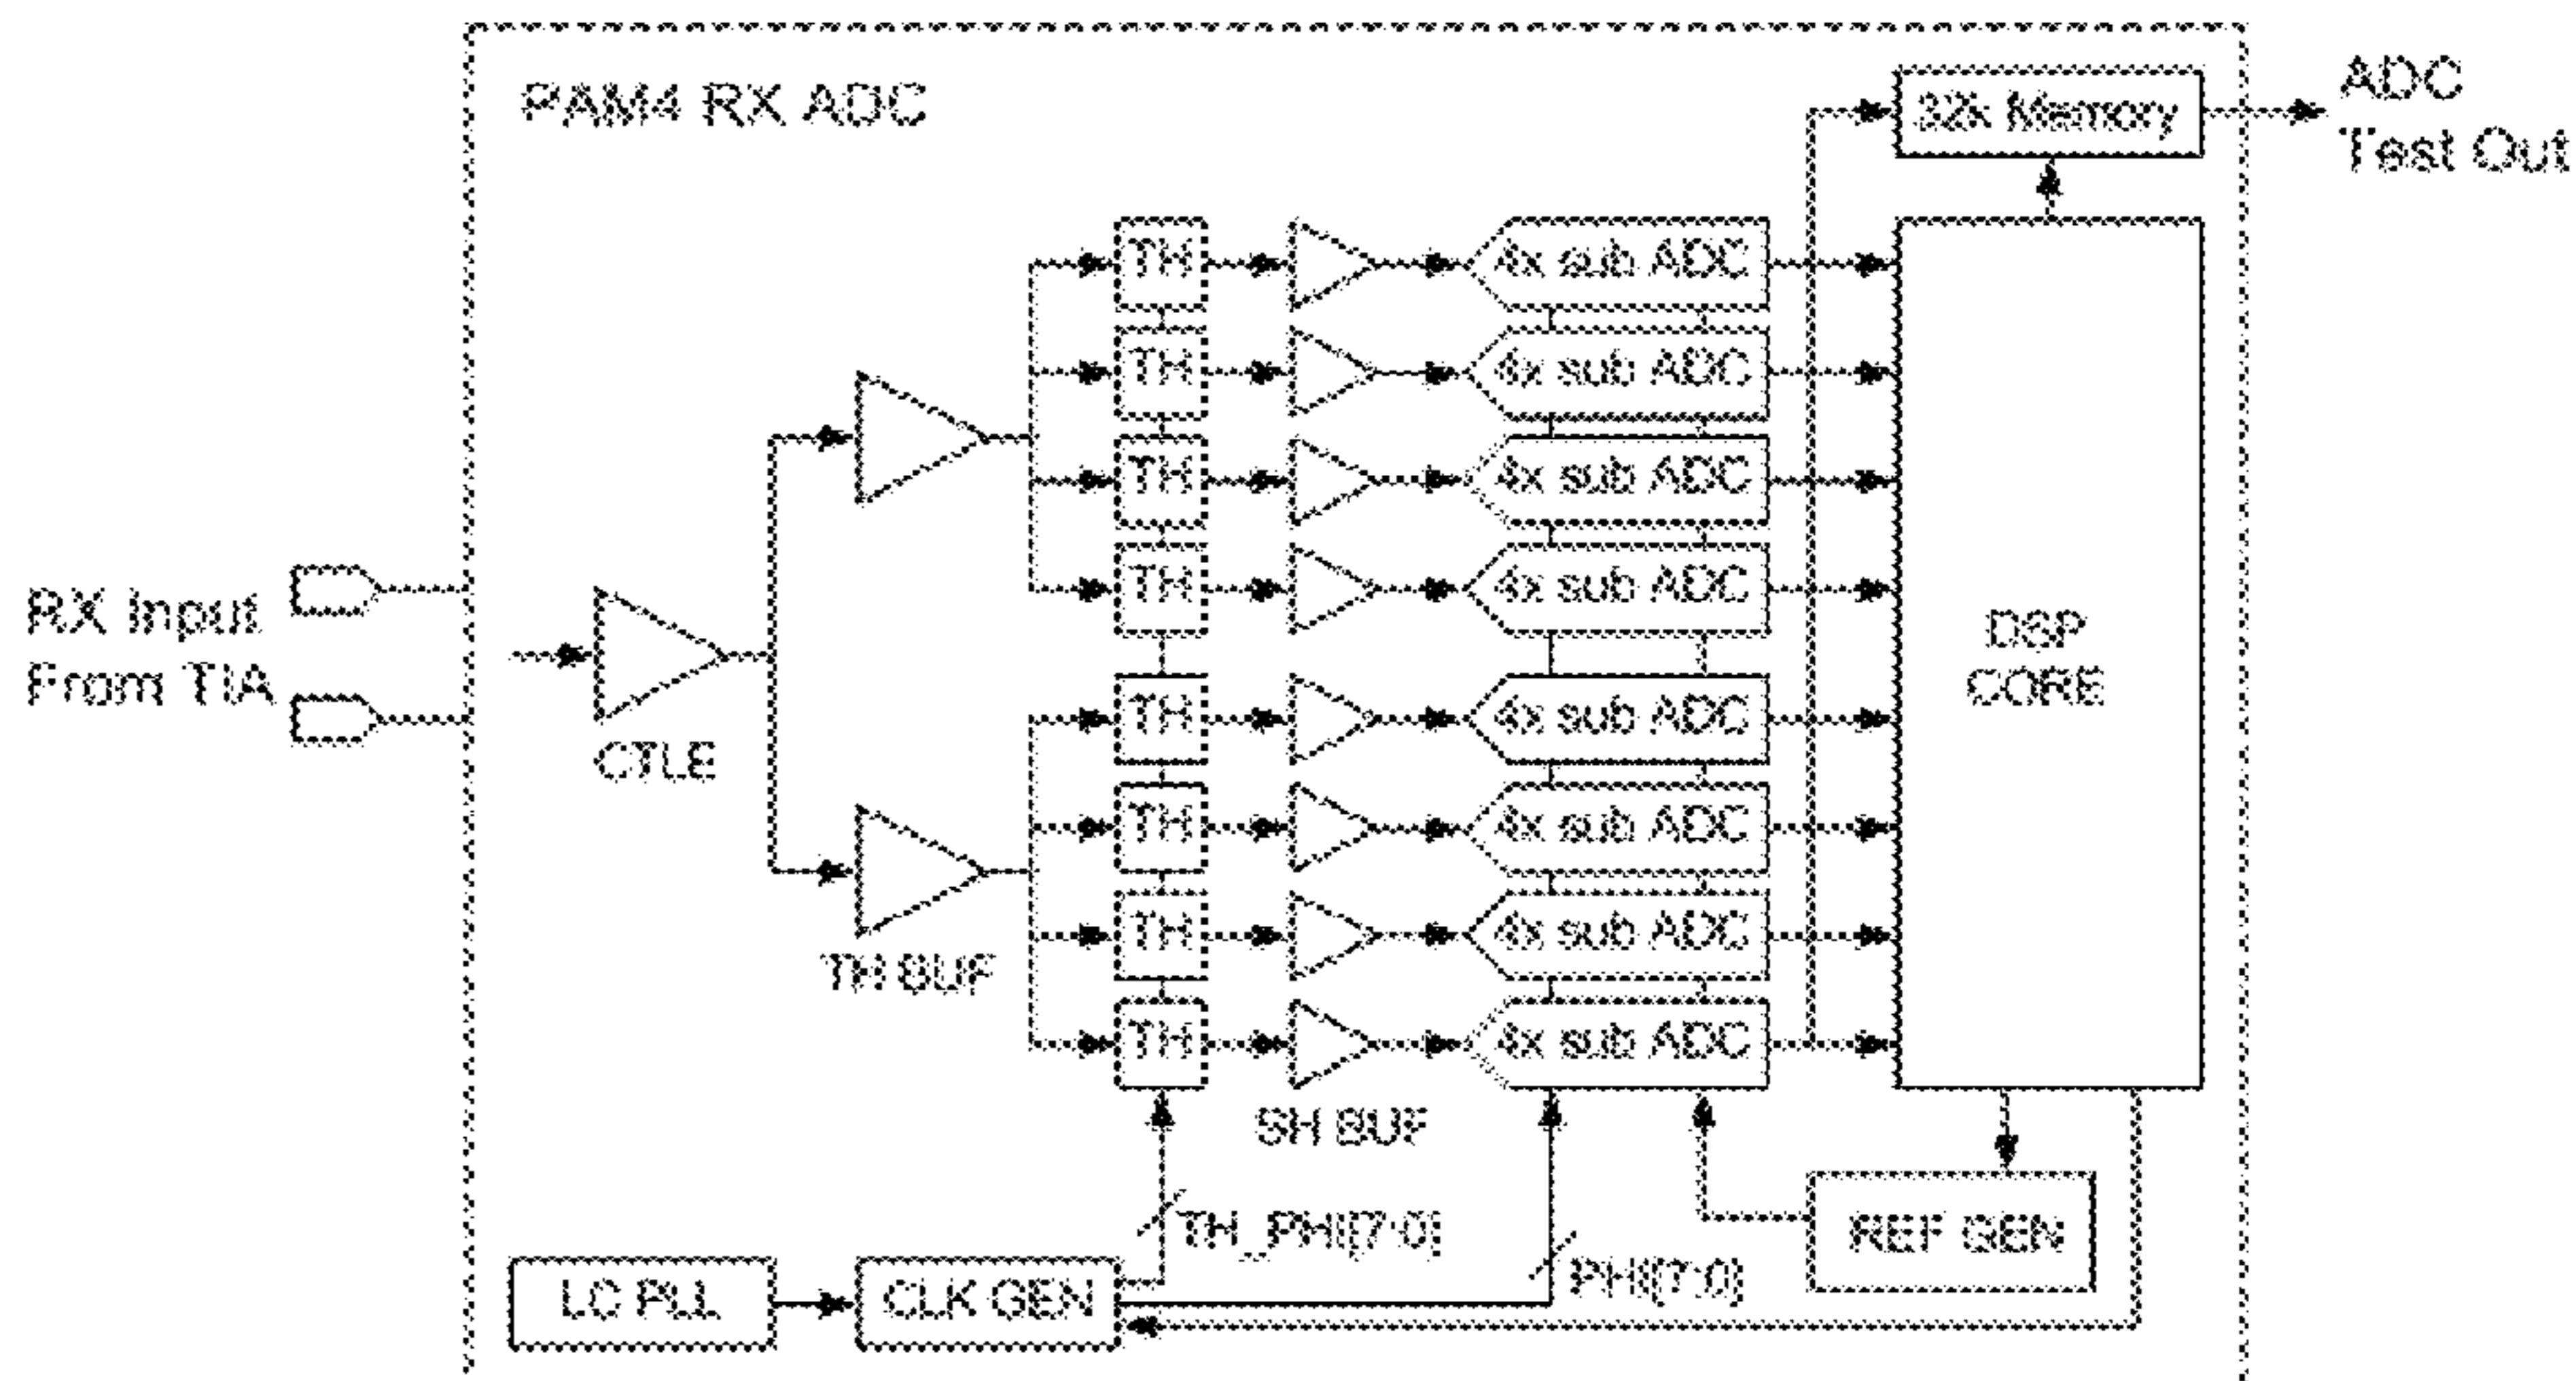 PAM4 RX ADC
32k Memory
ADC
Test Out
TH
4x sub ADC
TH
4x sub ADC
TH
4x sub ADC
TH
4x sub ADC
RX Input
From TIA
DSP
CORE
CTLE
TH
4x sub ADC
TH
4x sub ADC
TH
4x sub ADC
TH BUF
TH
4x sub ADC
SH BUF
TH_PHI[7:0]
REF GEN
PHI[7:0]
LC PLL
CLK GEN